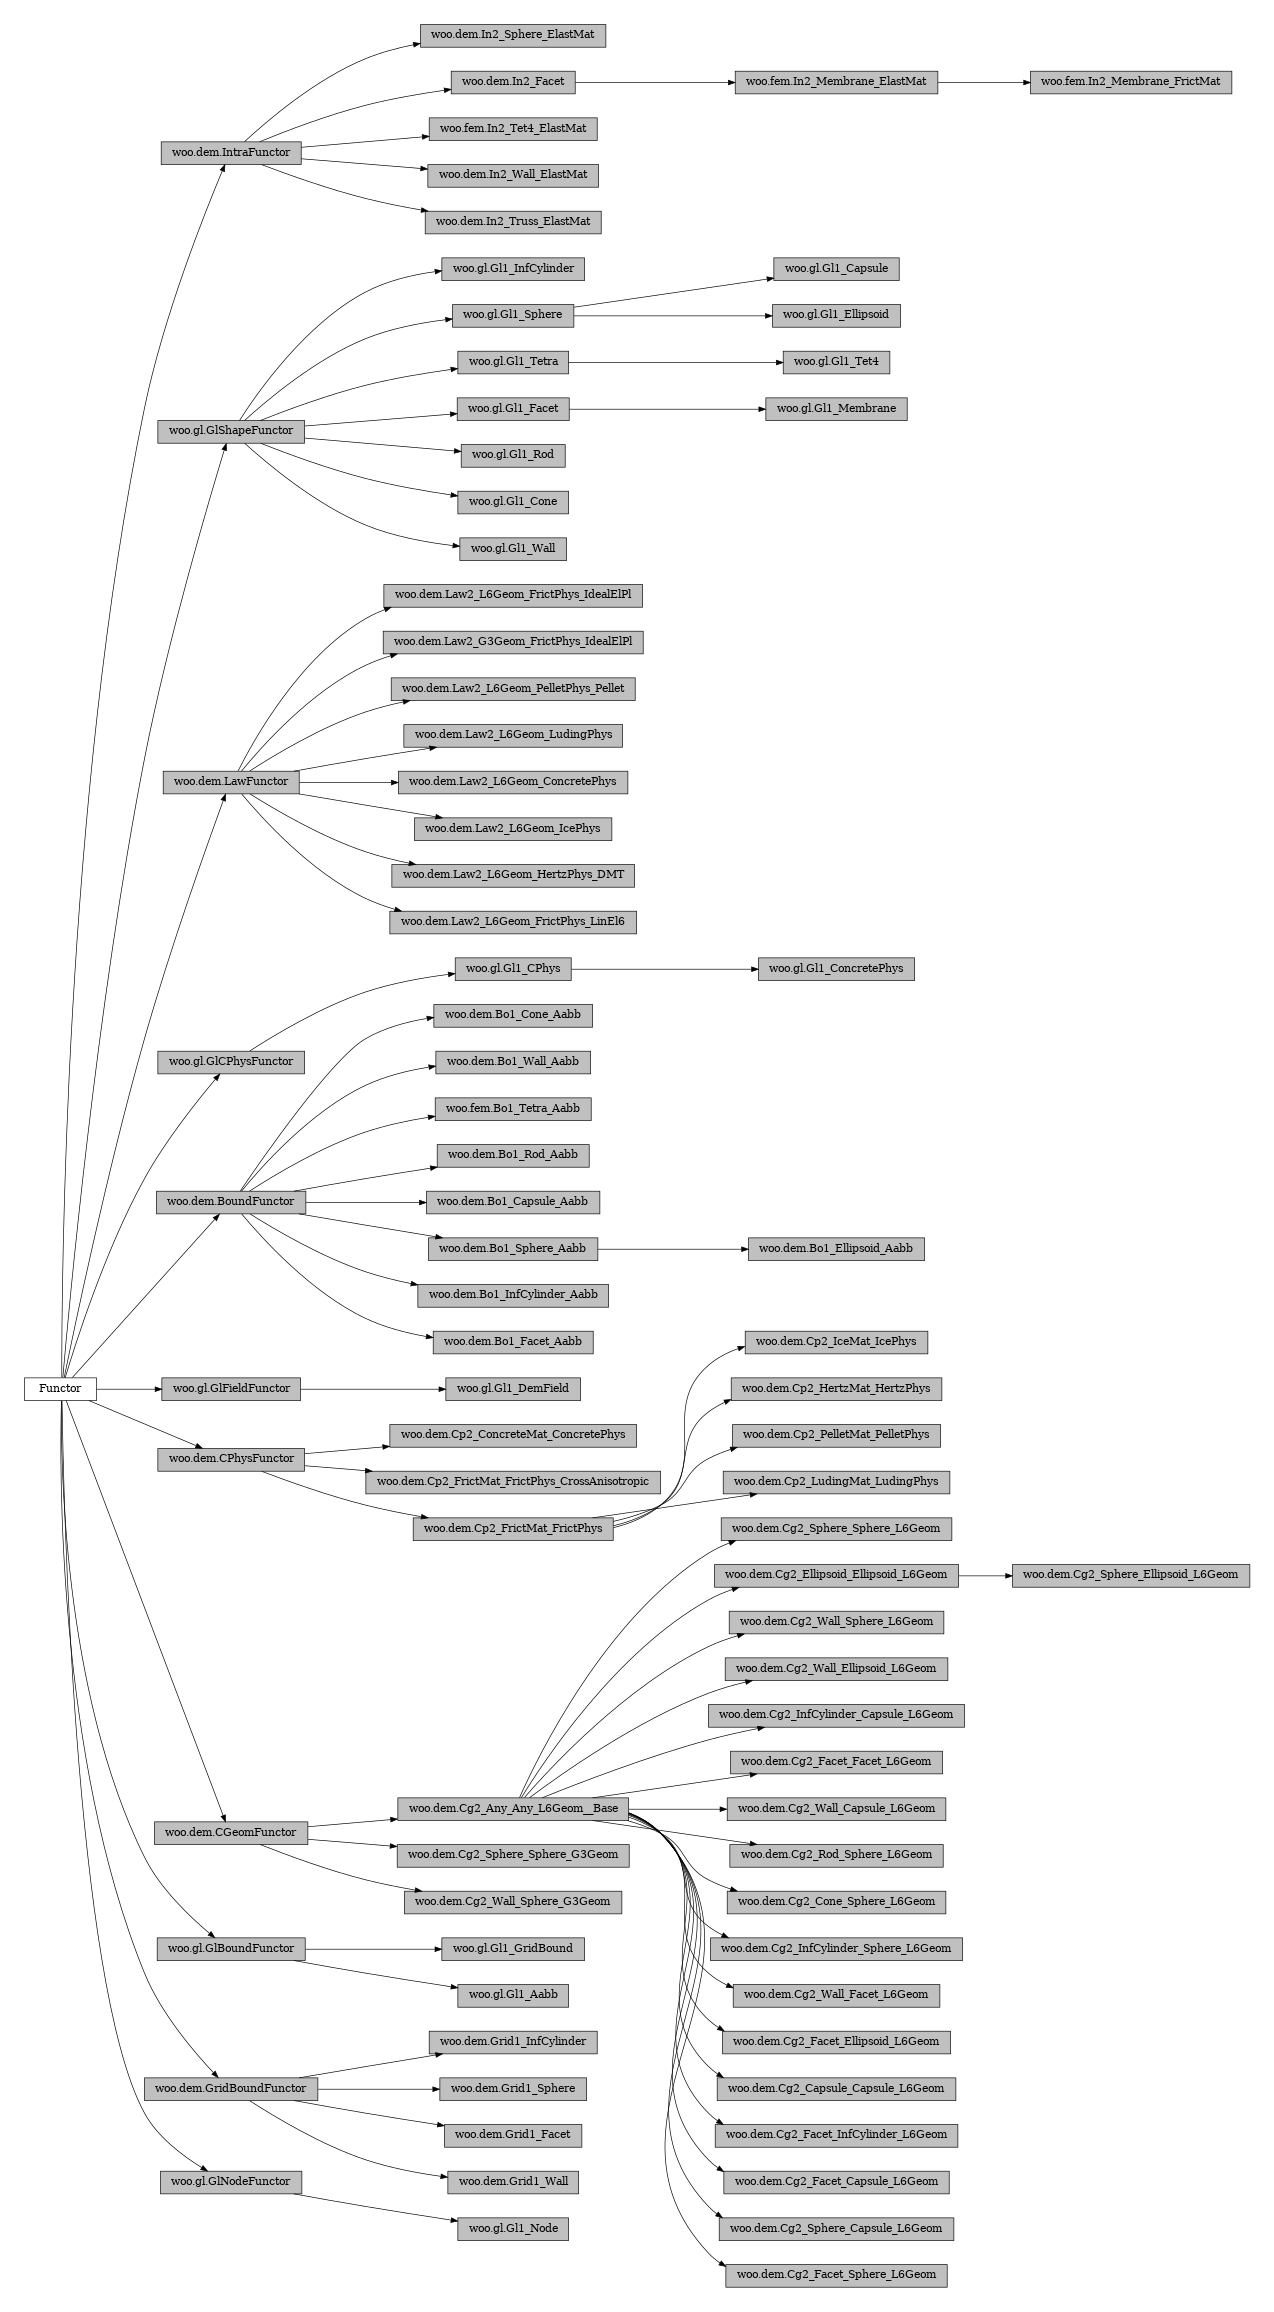 woo.dem.In2_Sphere_ElastMat
woo.dem.In2_Facet
woo.fem.In2_Membrane_ElastMat
woo.fem.In2_Membrane_FrictMat
woo.fem.In2_Tet4_ElastMat
woo.dem.IntraFunctor
woo.dem.In2_Wall_ElastMat
woo.dem.In2_Truss_ElastMat
woo.gl.Gl1_InfCylinder
woo.gl.Gl1_Capsule
woo.gl.Gl1_Sphere
woo.gl.Gl1_Ellipsoid
woo.gl.Gl1_Tetra
woo.gl.Gl1_Tet4
woo.gl.Gl1_Facet
woo.gl.Gl1_Membrane
woo.gl.GlShapeFunctor
woo.gl.Gl1_Rod
woo.gl.Gl1_Cone
woo.gl.Gl1_Wall
woo.dem.Law2_L6Geom_FrictPhys_IdealElPl
woo.dem.Law2_G3Geom_FrictPhys_IdealElPl
woo.dem.Law2_L6Geom_PelletPhys_Pellet
woo.dem.Law2_L6Geom_LudingPhys
woo.dem.LawFunctor
woo.dem.Law2_L6Geom_ConcretePhys
woo.dem.Law2_L6Geom_IcePhys
woo.dem.Law2_L6Geom_HertzPhys_DMT
woo.dem.Law2_L6Geom_FrictPhys_LinEl6
woo.gl.Gl1_CPhys
woo.gl.Gl1_ConcretePhys
woo.dem.Bo1_Cone_Aabb
woo.gl.GlCPhysFunctor
woo.dem.Bo1_Wall_Aabb
woo.fem.Bo1_Tetra_Aabb
woo.dem.Bo1_Rod_Aabb
woo.dem.BoundFunctor
woo.dem.Bo1_Capsule_Aabb
woo.dem.Bo1_Sphere_Aabb
woo.dem.Bo1_Ellipsoid_Aabb
woo.dem.Bo1_InfCylinder_Aabb
woo.dem.Bo1_Facet_Aabb
woo.dem.Cp2_IceMat_IcePhys
Functor
woo.gl.GlFieldFunctor
woo.gl.Gl1_DemField
woo.dem.Cp2_HertzMat_HertzPhys
woo.dem.Cp2_ConcreteMat_ConcretePhys
woo.dem.Cp2_PelletMat_PelletPhys
woo.dem.CPhysFunctor
woo.dem.Cp2_FrictMat_FrictPhys_CrossAnisotropic
woo.dem.Cp2_LudingMat_LudingPhys
woo.dem.Cp2_FrictMat_FrictPhys
woo.dem.Cg2_Sphere_Sphere_L6Geom
woo.dem.Cg2_Ellipsoid_Ellipsoid_L6Geom
woo.dem.Cg2_Sphere_Ellipsoid_L6Geom
woo.dem.Cg2_Wall_Sphere_L6Geom
woo.dem.Cg2_Wall_Ellipsoid_L6Geom
woo.dem.Cg2_InfCylinder_Capsule_L6Geom
woo.dem.Cg2_Facet_Facet_L6Geom
woo.dem.Cg2_Any_Any_L6Geom__Base
woo.dem.Cg2_Wall_Capsule_L6Geom
woo.dem.CGeomFunctor
woo.dem.Cg2_Sphere_Sphere_G3Geom
woo.dem.Cg2_Rod_Sphere_L6Geom
woo.dem.Cg2_Wall_Sphere_G3Geom
woo.dem.Cg2_Cone_Sphere_L6Geom
woo.gl.GlBoundFunctor
woo.gl.Gl1_GridBound
woo.dem.Cg2_InfCylinder_Sphere_L6Geom
woo.gl.Gl1_Aabb
woo.dem.Cg2_Wall_Facet_L6Geom
woo.dem.Grid1_InfCylinder
woo.dem.Cg2_Facet_Ellipsoid_L6Geom
woo.dem.GridBoundFunctor
woo.dem.Grid1_Sphere
woo.dem.Cg2_Capsule_Capsule_L6Geom
woo.dem.Grid1_Facet
woo.dem.Cg2_Facet_InfCylinder_L6Geom
woo.gl.GlNodeFunctor
woo.dem.Grid1_Wall
woo.dem.Cg2_Facet_Capsule_L6Geom
woo.gl.Gl1_Node
woo.dem.Cg2_Sphere_Capsule_L6Geom
woo.dem.Cg2_Facet_Sphere_L6Geom